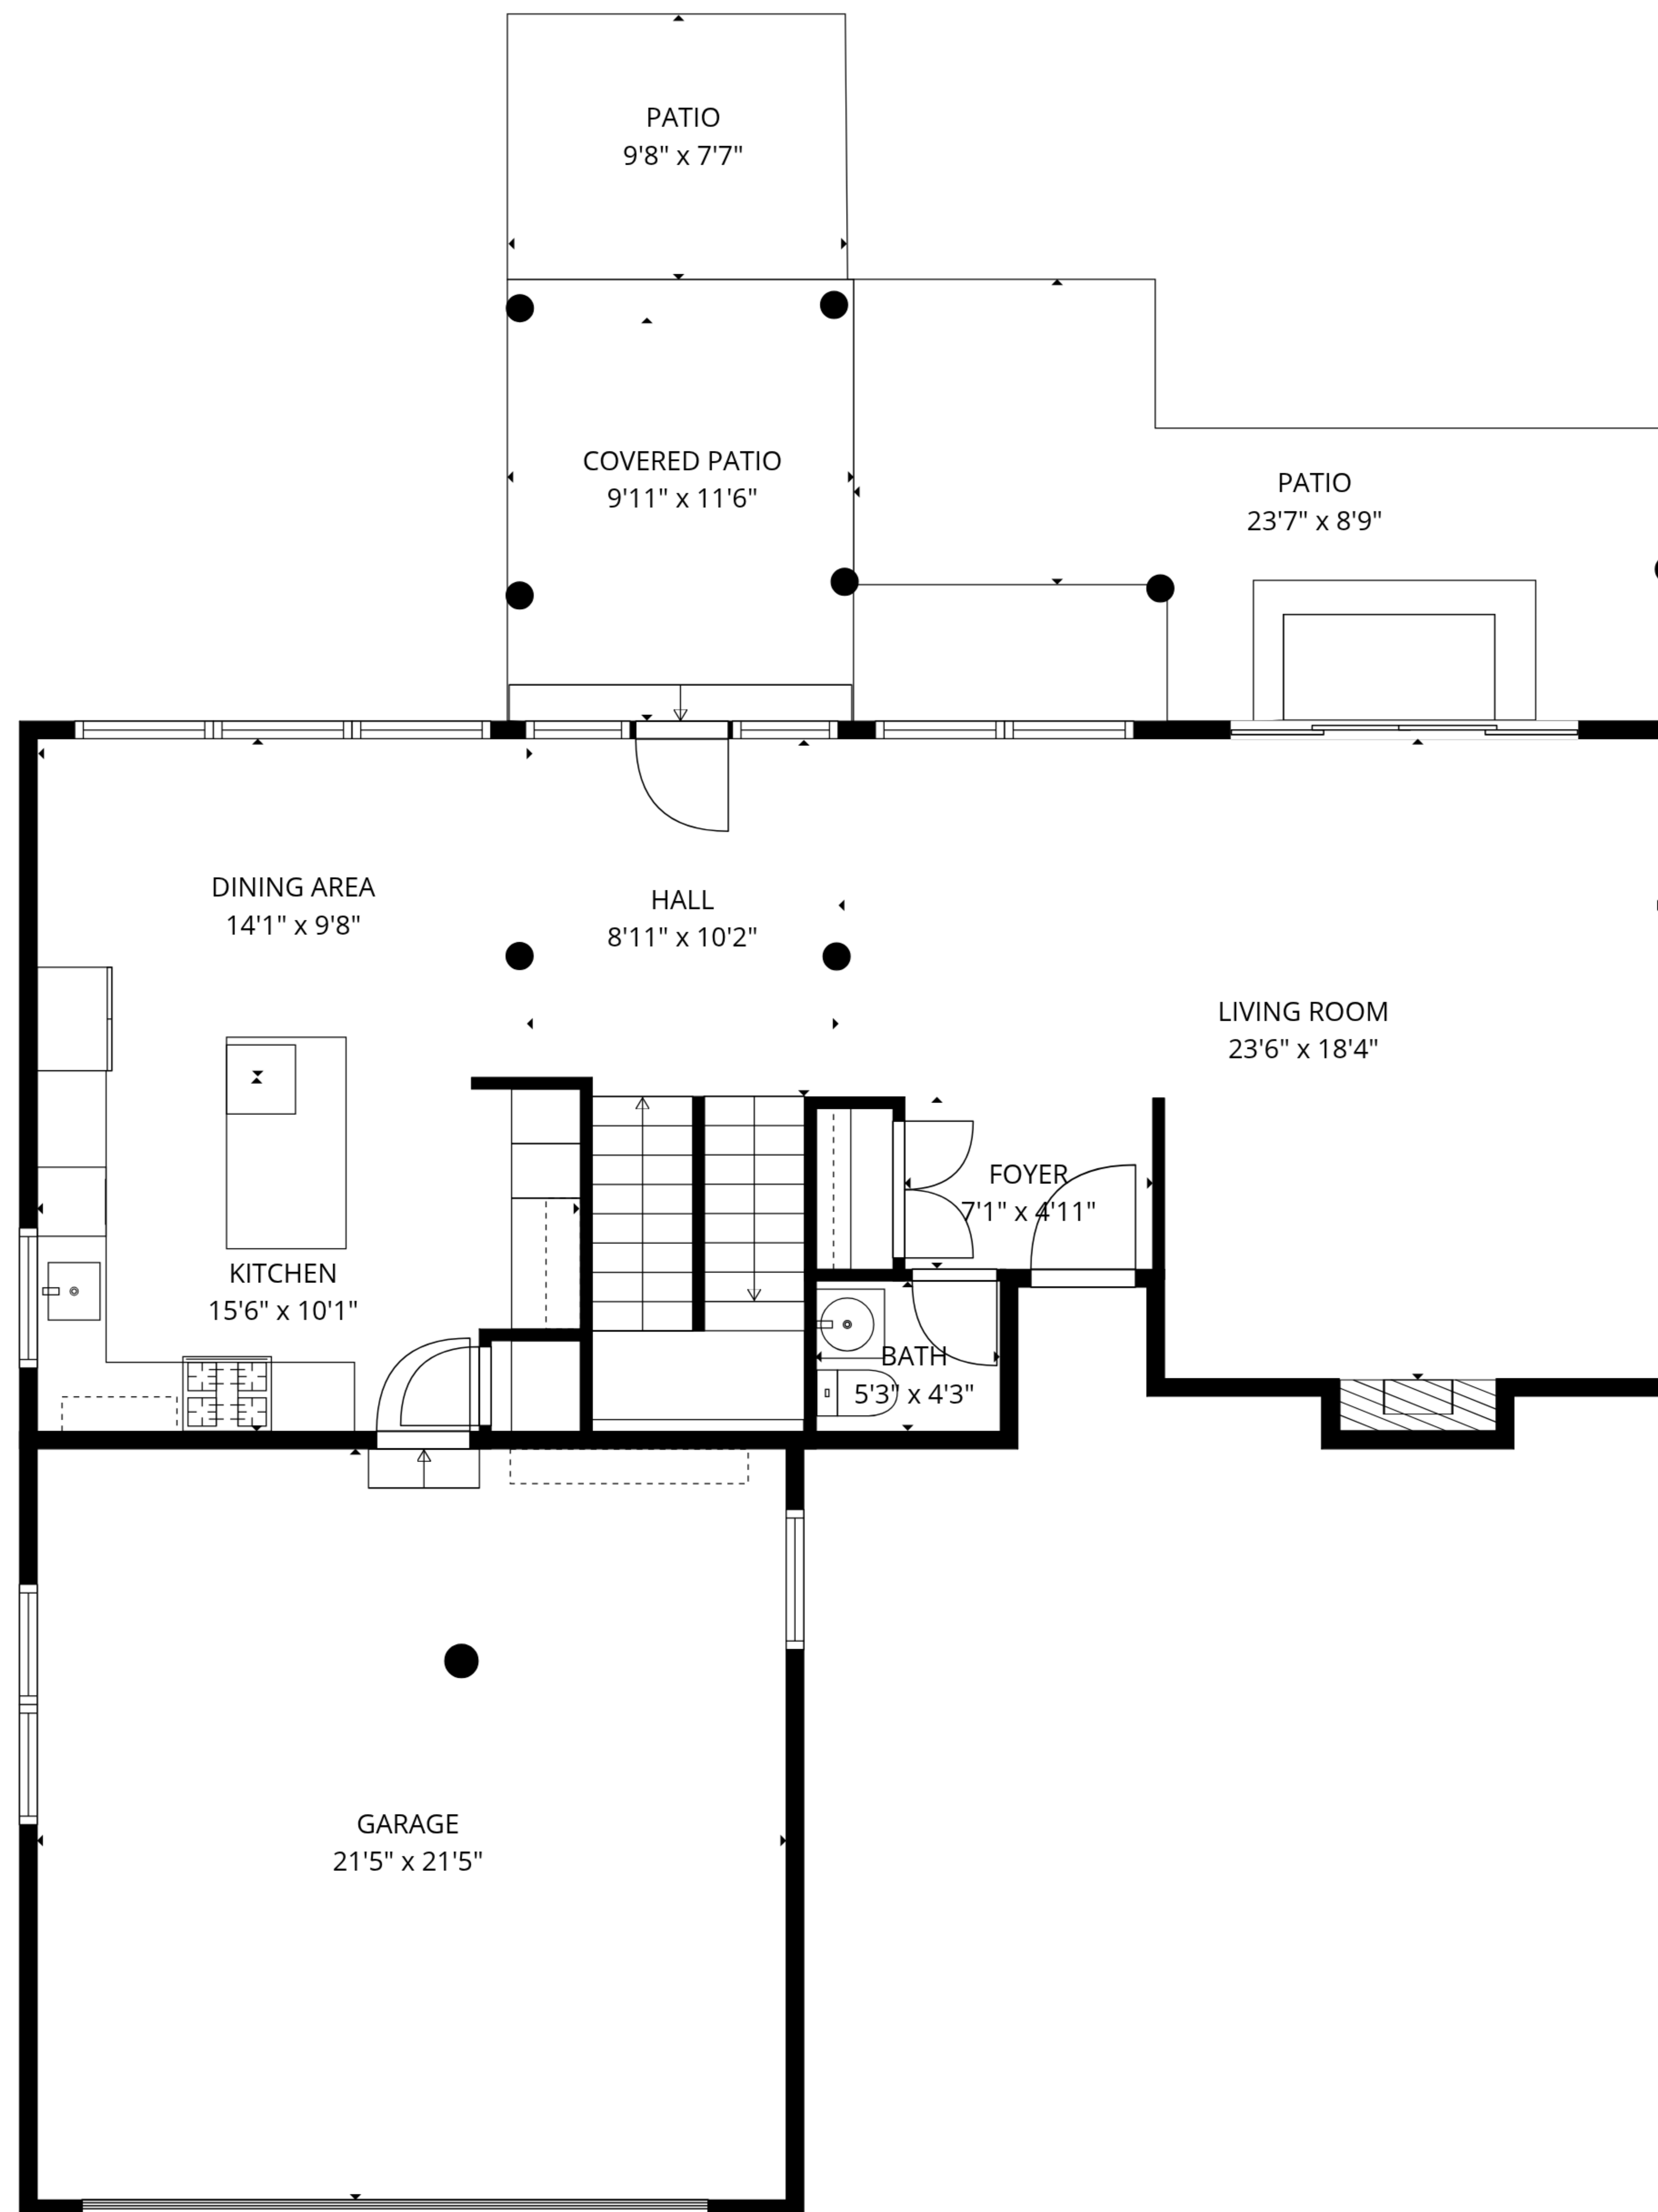 PATIO
9'8" x 7'7"
COVERED PATIO
9'11" x 11'6"
PATIO
23'7" x 8'9"
DINING AREA
14'1" x 9'8"
HALL
8'11" x 10'2"
LIVING ROOM
23'6" x 18'4"
FOYER
7'1" x 4'11"
KITCHEN
15'6" x 10'1"
BATH
5'3" x 4'3"
GARAGE
21'5" x 21'5"